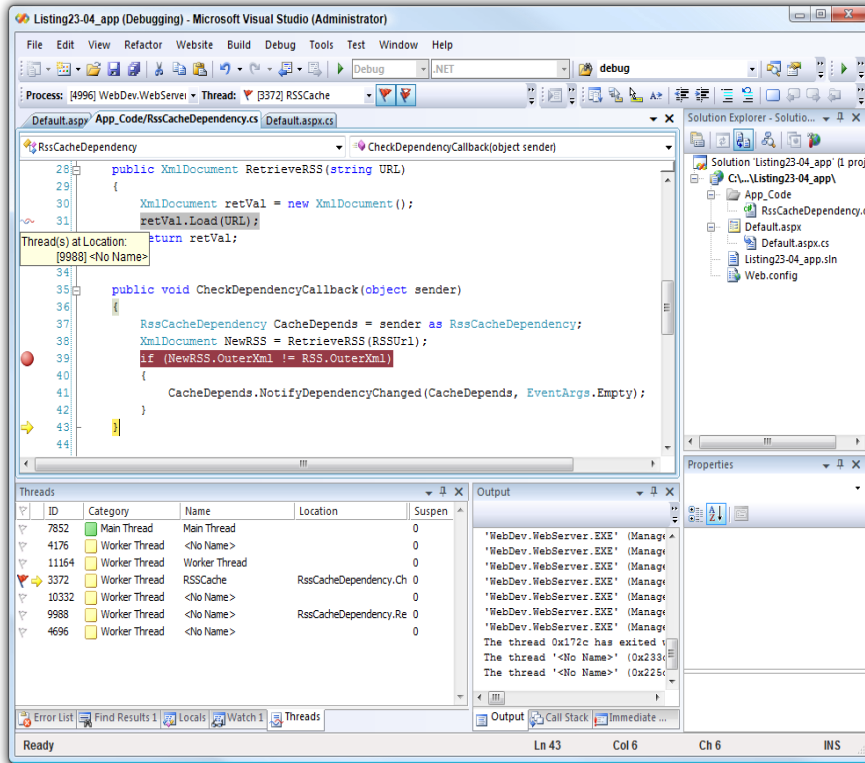 Listing23-04_app (Debugging) - Microsoft Visual Studio (Administrator)
File Edit View Refactor Website Build Debug Tools Test Window Help
Debug .NET debug
Process: [4996] WebDev.WebServer Thread: [3372] RSSCache
Default.aspx App_Code/RssCacheDependency.cs Default.aspx.cs
RssCacheDependency CheckDependencyCallback(object sender)
28 public XmlDocument RetrieveRSS(string URL)
29 {
30 XmlDocument retVal = new XmlDocument();
31 retVal.Load(URL);
return retVal;
Thread(s) at Location:
[9988] <No Name>
34
35 public void CheckDependencyCallback(object sender)
36 {
37 RssCacheDependency CacheDepends = sender as RssCacheDependency;
38 XmlDocument NewRSS = RetrieveRSS(RSSUrl);
39 if (NewRSS.OuterXml != RSS.OuterXml)
40 {
41 CacheDepends.NotifyDependencyChanged(CacheDepends, EventArgs.Empty);
42 }
43 }
44
Solution Explorer - Solutio...
Solution 'Listing23-04_app' (1 proj
C:\...\Listing23-04_app\
App_Code
RssCacheDependency.c
Default.aspx
Default.aspx.cs
Listing23-04_app.sln
Web.config
Properties
Threads
ID Category Name Location Suspen
7852 Main Thread Main Thread 0
4176 Worker Thread <No Name> 0
11164 Worker Thread Worker Thread 0
3372 Worker Thread RSSCache RssCacheDependency.Ch 0
10332 Worker Thread <No Name> 0
9988 Worker Thread <No Name> RssCacheDependency.Re 0
4696 Worker Thread <No Name> 0
Error List Find Results 1 Locals Watch 1 Threads
Output
'WebDev.WebServer.EXE' (Manage
'WebDev.WebServer.EXE' (Manage
'WebDev.WebServer.EXE' (Manage
'WebDev.WebServer.EXE' (Manage
'WebDev.WebServer.EXE' (Manage
'WebDev.WebServer.EXE' (Manage
'WebDev.WebServer.EXE' (Manage
The thread 0x172c has exited
The thread '<No Name>' (0x233c
The thread '<No Name>' (0x225c
Output Call Stack Immediate ...
Ready Ln 43 Col 6 Ch 6 INS